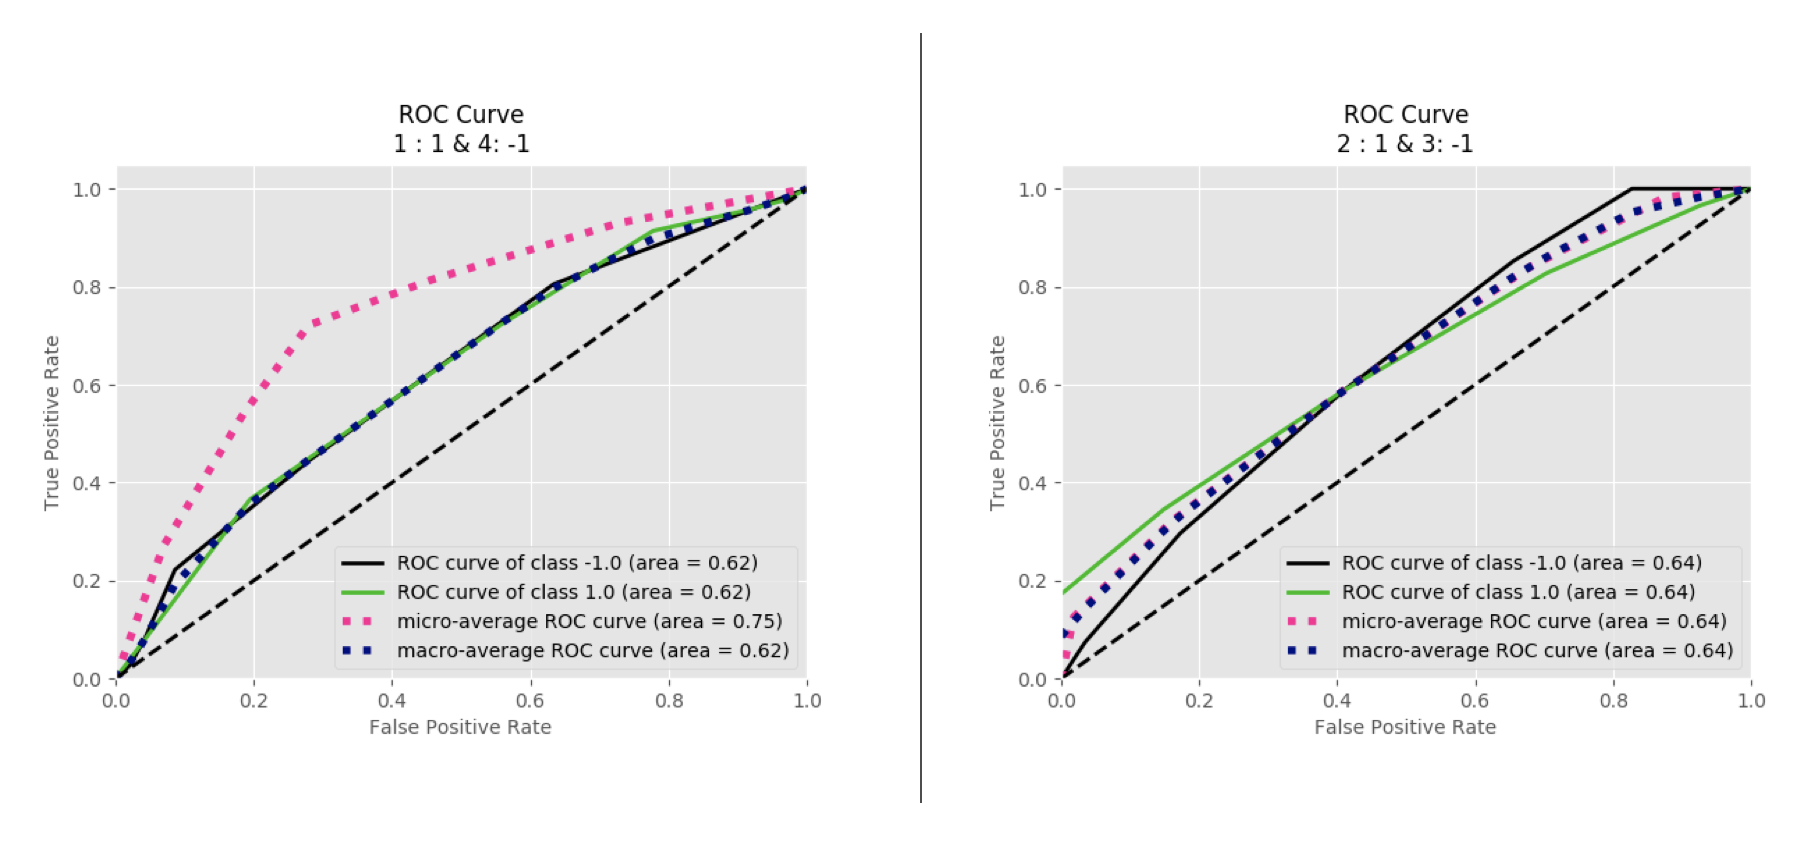 ROC Curve
1 : 1 & 4: -1
1.0
0.8
0.6
0.4
0.2
0.0
True Positive Rate
ROC curve of class -1.0 (area = 0.62)
ROC curve of class 1.0 (area = 0.62)
micro-average ROC curve (area = 0.75)
macro-average ROC curve (area = 0.62)
0.0 0.2 0.4 0.6 0.8 1.0
False Positive Rate
ROC Curve
2 : 1 & 3: -1
1.0
0.8
0.6
0.4
0.2
0.0
True Positive Rate
ROC curve of class -1.0 (area = 0.64)
ROC curve of class 1.0 (area = 0.64)
micro-average ROC curve (area = 0.64)
macro-average ROC curve (area = 0.64)
0.0 0.2 0.4 0.6 0.8 1.0
False Positive Rate